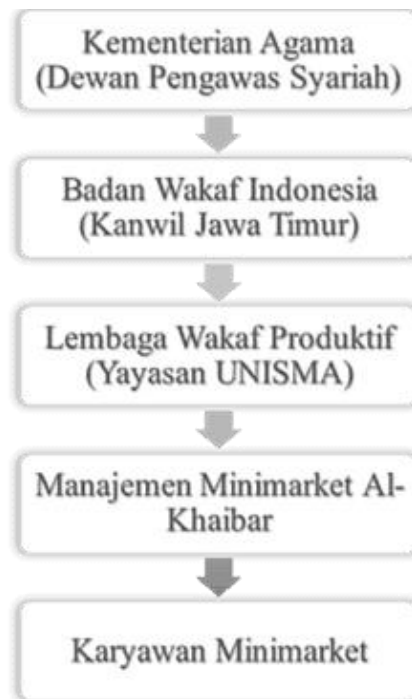 Kementerian Agama
(Dewan Pengawas Syariah)
Badan Wakaf Indonesia
(Kanwil Jawa Timur)
Lembaga Wakaf Produktif
(Yayasan UNISMA)
Manajemen Minimarket Al-
Khaibar
Karyawan Minimarket